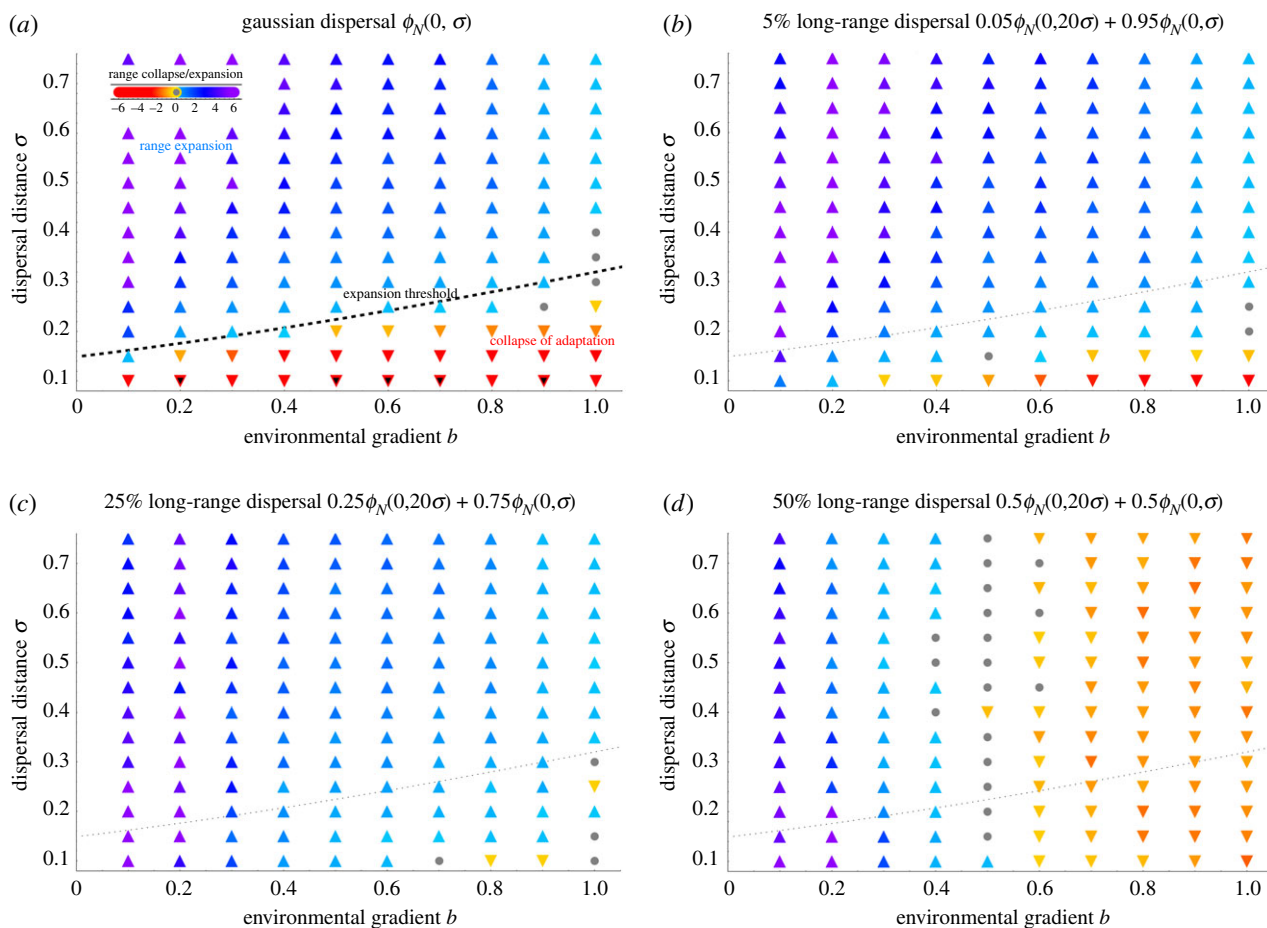 (a) gaussian dispersal ϕN(0, σ)
range collapse/expansion
−6 −4 −2 0 2 4 6
range expansion
expansion threshold
collapse of adaptation
dispersal distance σ
0.7
0.6
0.5
0.4
0.3
0.2
0.1
0 0.2 0.4 0.6 0.8 1.0
environmental gradient b
(b) 5% long-range dispersal 0.05ϕN(0,20σ) + 0.95ϕN(0,σ)
dispersal distance σ
0.7
0.6
0.5
0.4
0.3
0.2
0.1
0 0.2 0.4 0.6 0.8 1.0
environmental gradient b
(c) 25% long-range dispersal 0.25ϕN(0,20σ) + 0.75ϕN(0,σ)
dispersal distance σ
0.7
0.6
0.5
0.4
0.3
0.2
0.1
0 0.2 0.4 0.6 0.8 1.0
environmental gradient b
(d) 50% long-range dispersal 0.5ϕN(0,20σ) + 0.5ϕN(0,σ)
dispersal distance σ
0.7
0.6
0.5
0.4
0.3
0.2
0.1
0 0.2 0.4 0.6 0.8 1.0
environmental gradient b